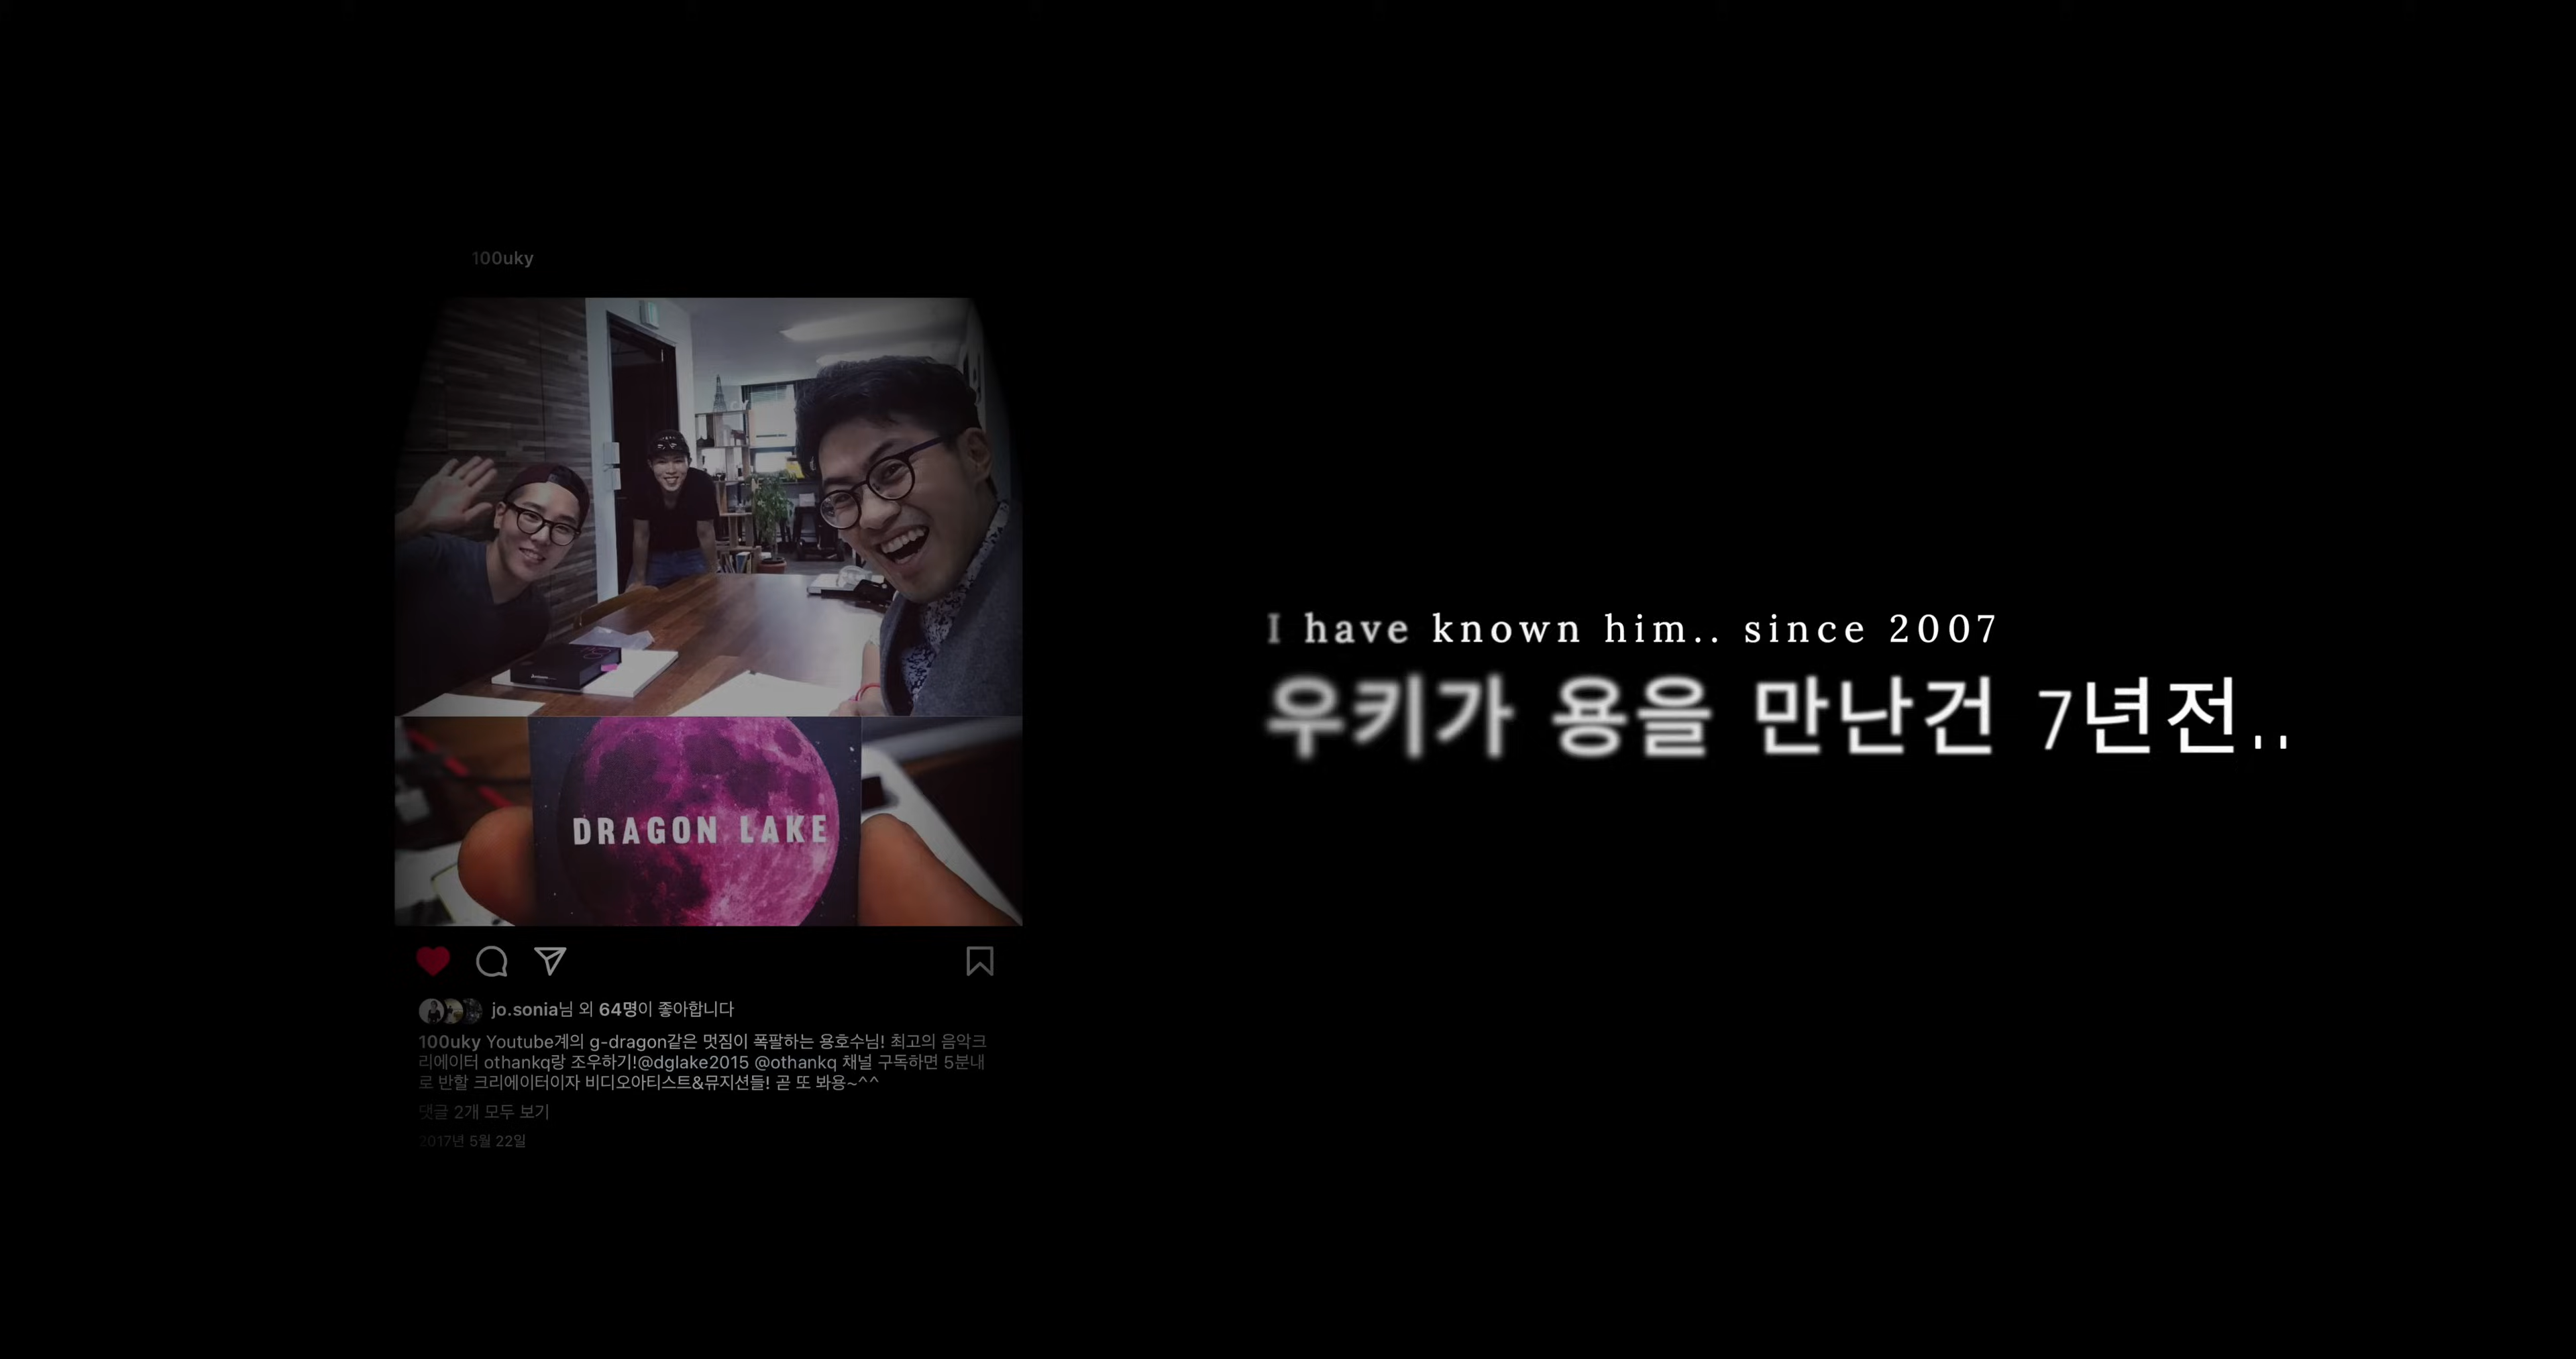 100uky
DRAGON LAKE
jo.sonia님 외 64명이 좋아합니다
100uky Youtube계의 g-dragon같은 멋짐이 폭팔하는 용호수님! 최고의 음악크
리에이터 othankq랑 조우하기!@dglake2015 @othankq 채널 구독하면 5분내
로 반할 크리에이터이자 비디오아티스트&뮤지션들! 곧 또 봐용~^^
댓글 2개 모두 보기
2017년 5월 22일
I have known him.. since 2007
우키가 용을 만난건 7년전..